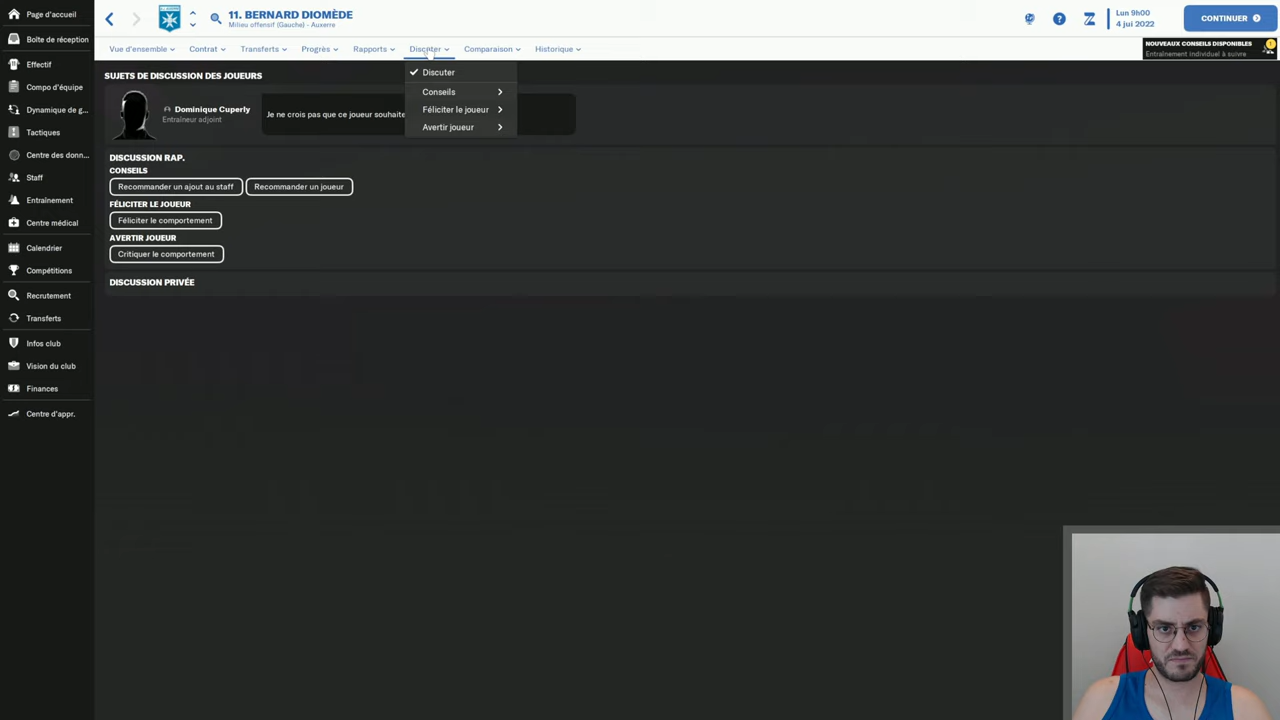 Page d'accueil
Boîte de réception
Effectif
Compo d'équipe
Dynamique de g...
Tactiques
Centre des donn...
Staff
Entraînement
Centre médical
Calendrier
Compétitions
Recrutement
Transferts
Infos club
Vision du club
Finances
Centre d'appr.
11. BERNARD DIOMÈDE
Milieu offensif (Gauche) - Auxerre
Lun 9h00
4 jui 2022
CONTINUER
Vue d'ensemble
Contrat
Transferts
Progrès
Rapports
Discuter
Comparaison
Historique
NOUVEAUX CONSEILS DISPONIBLES
Entraînement individuel à suivre
Discuter
Conseils
Féliciter le joueur
Avertir joueur
SUJETS DE DISCUSSION DES JOUEURS
Dominique Cuperly
Entraîneur adjoint
Je ne crois pas que ce joueur souhaite
DISCUSSION RAP.
CONSEILS
Recommander un ajout au staff
Recommander un joueur
FÉLICITER LE JOUEUR
Féliciter le comportement
AVERTIR JOUEUR
Critiquer le comportement
DISCUSSION PRIVÉE